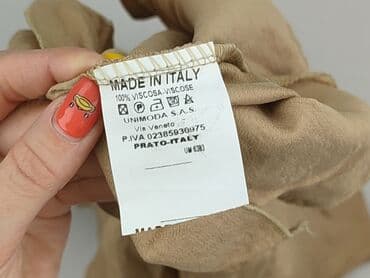 MADE IN ITALY
100% VISCOSA-VISCOSE
UNIMODA S.A.S.
Via Veneto
P.IVA 02385930975
PRATO-ITALY